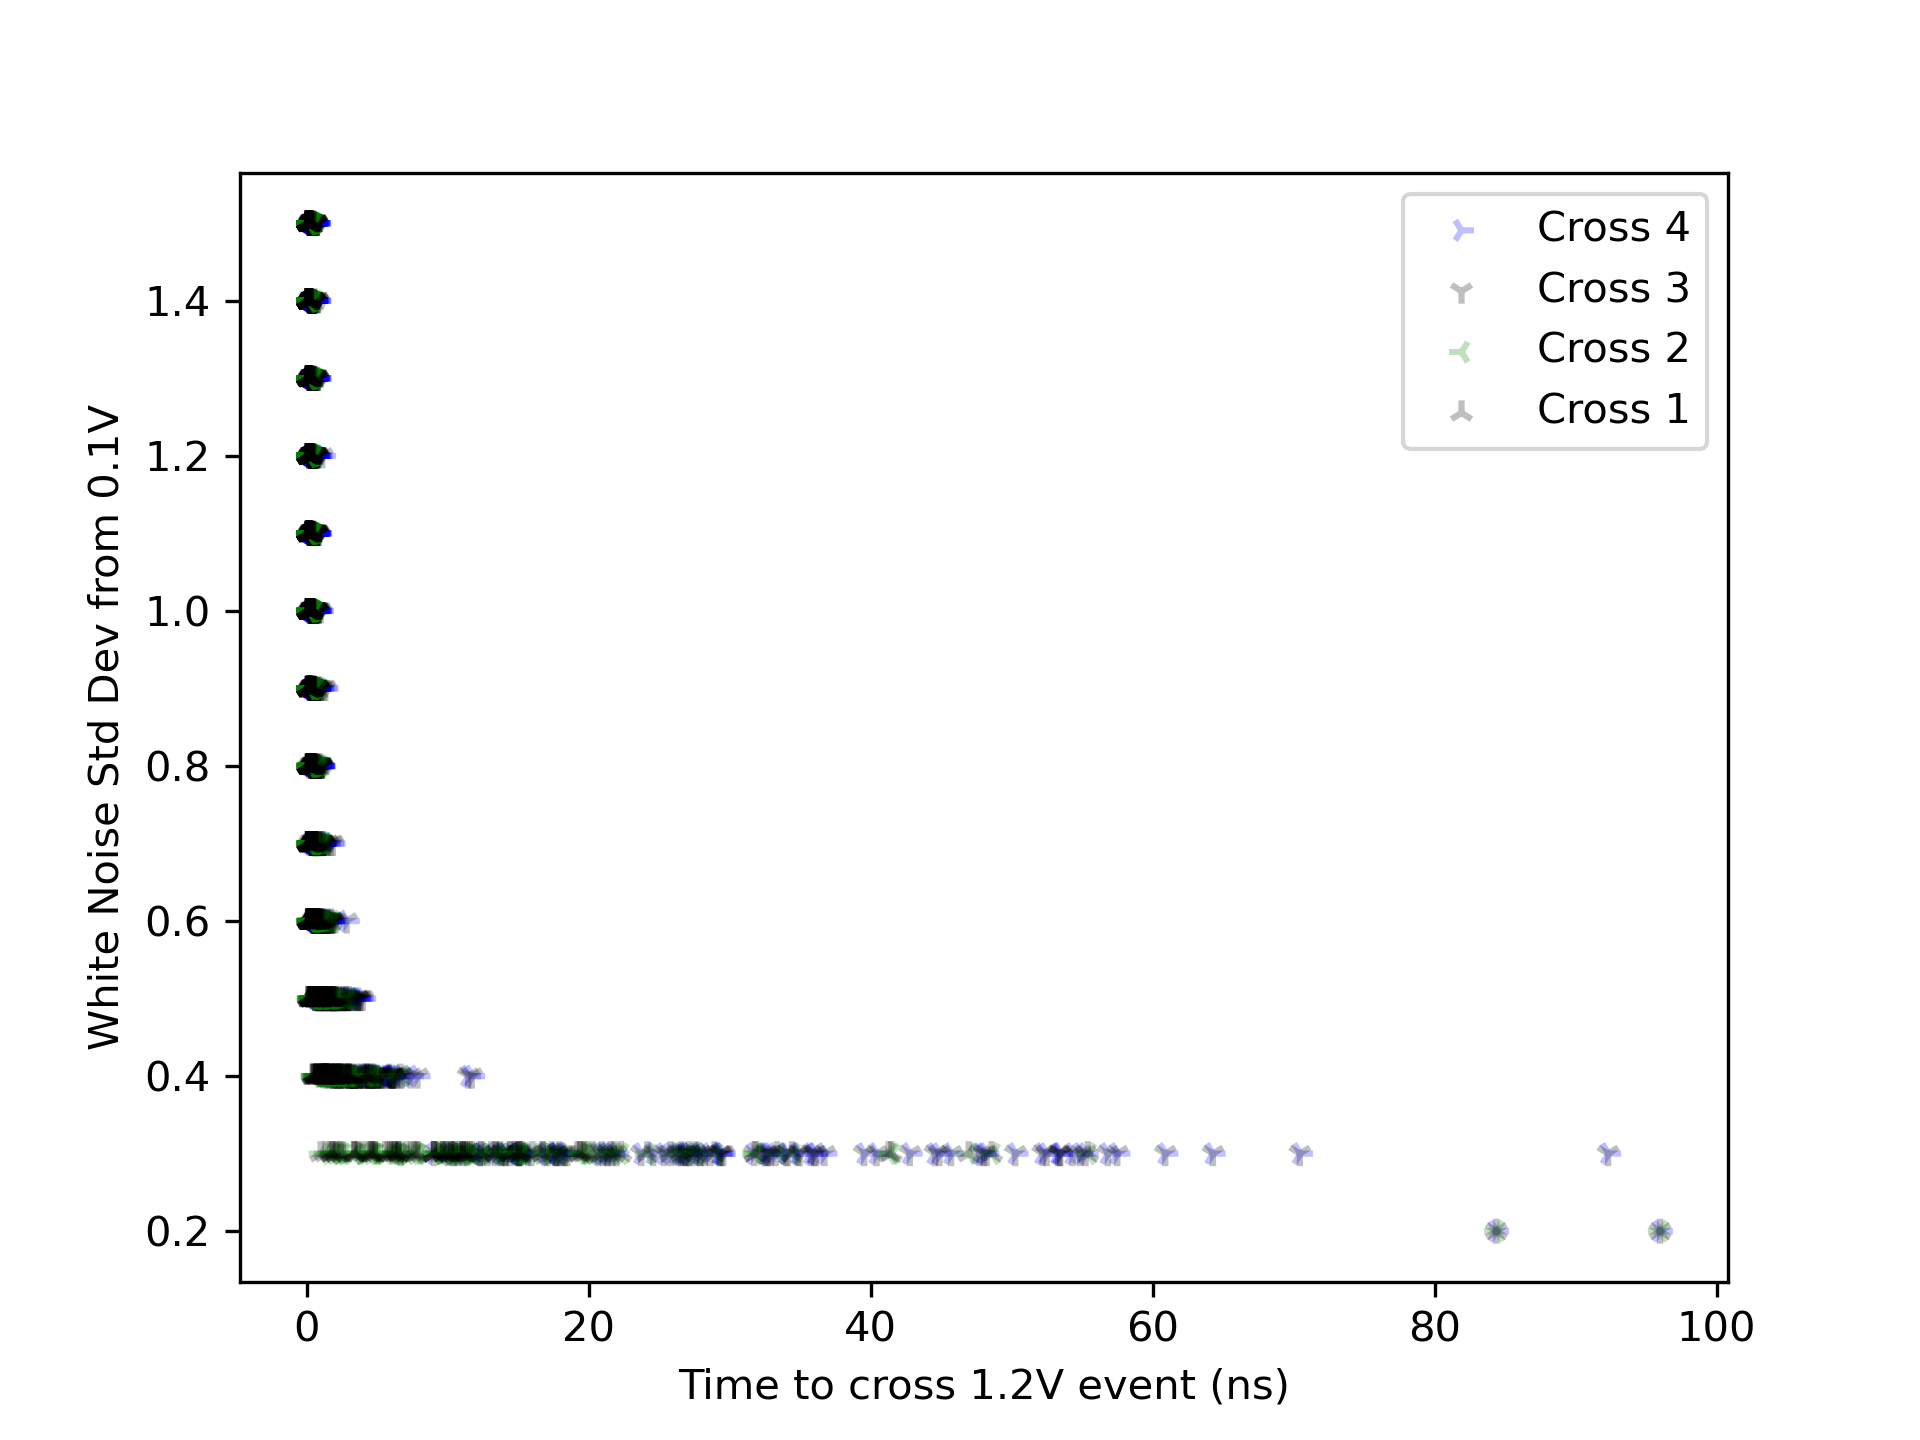 Cross 4
Cross 3
Cross 2
Cross 1
White Noise Std Dev from 0.1V
1.4
1.2
1.0
0.8
0.6
0.4
0.2
0 20 40 60 80 100
Time to cross 1.2V event (ns)